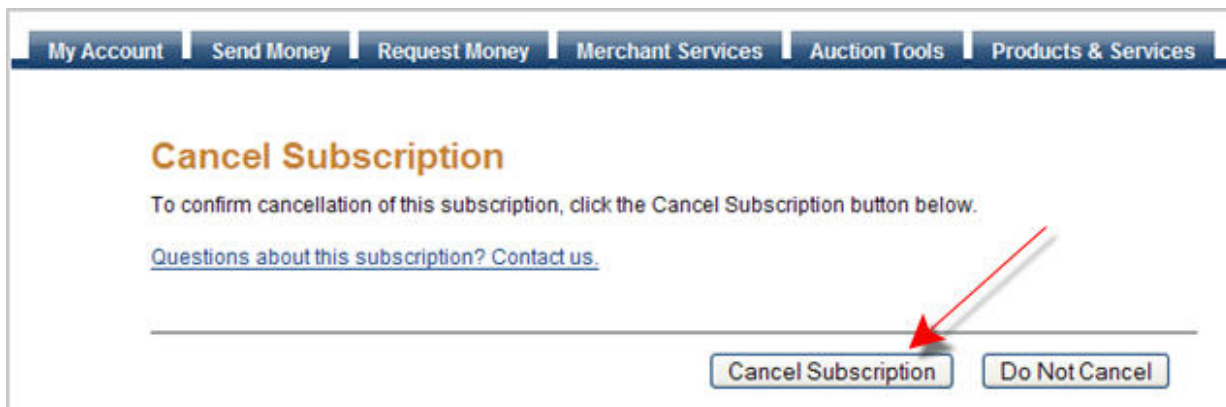 My Account Send Money Request Money Merchant Services Auction Tools Products & Services
Cancel Subscription
To confirm cancellation of this subscription, click the Cancel Subscription button below.
Questions about this subscription? Contact us.
Cancel Subscription Do Not Cancel